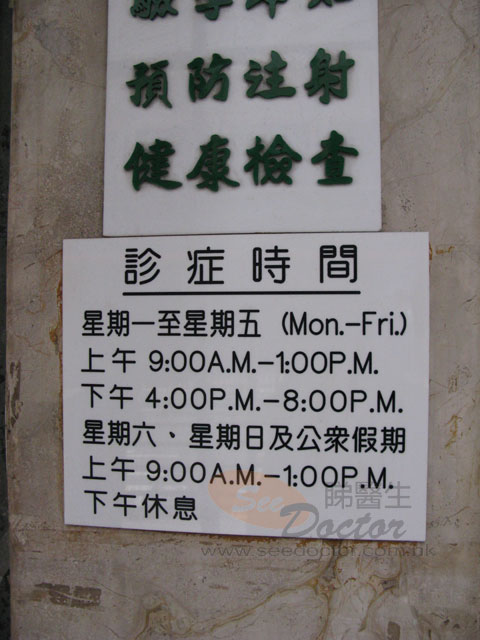 預防注射
健康檢查
診症時間
星期一至星期五 (Mon.-Fri.)
上午 9:00A.M.-1:00P.M.
下午 4:00P.M.-8:00P.M.
星期六、星期日及公眾假期
上午 9:00A.M.-1:00P.M.
下午休息
See 睇醫生
Doctor
www.seedoctor.com.hk